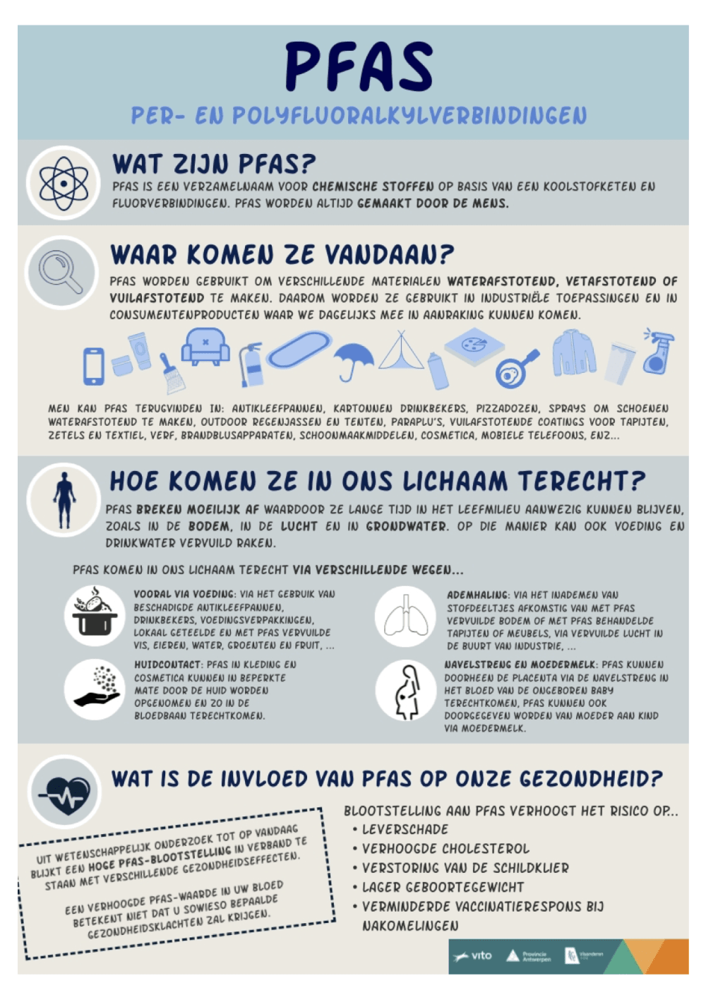 PFAS
PER- EN POLYFLUORALKYLVERBINDINGEN
WAT ZIJN PFAS?
PFAS IS EEN VERZAMELNAAM VOOR CHEMISCHE STOFFEN OP BASIS VAN EEN KOOLSTOFKETEN EN
FLUORVERBINDINGEN. PFAS WORDEN ALTIJD GEMAAKT DOOR DE MENS.
WAAR KOMEN ZE VANDAAN?
PFAS WORDEN GEBRUIKT OM VERSCHILLENDE MATERIALEN WATERAFSTOTEND, VETAFSTOTEND OF
VUILAFSTOTEND TE MAKEN. DAAROM WORDEN ZE GEBRUIKT IN INDUSTRIËLE TOEPASSINGEN EN IN
CONSUMENTENPRODUCTEN WAAR WE DAGELIJKS MEE IN AANRAKING KUNNEN KOMEN.
MEN KAN PFAS TERUGVINDEN IN: ANTIKLEEFPANNEN, KARTONNEN DRINKBEKERS, PIZZADOZEN, SPRAYS OM SCHOENEN
WATERAFSTOTEND TE MAKEN, OUTDOOR REGENJASSEN EN TENTEN, PARAPLU'S, VUILAFSTOTENDE COATINGS VOOR TAPIJTEN,
ZETELS EN TEXTIEL, VERF, BRANDBLUSAPPARATEN, SCHOONMAAKMIDDELEN, COSMETICA, MOBIELE TELEFOONS, ENZ...
HOE KOMEN ZE IN ONS LICHAAM TERECHT?
PFAS BREKEN MOEILIJK AF WAARDOOR ZE LANGE TIJD IN HET LEEFMILIEU AANWEZIG KUNNEN BLIJVEN,
ZOALS IN DE BODEM, IN DE LUCHT EN IN GRONDWATER. OP DIE MANIER KAN OOK VOEDING EN
DRINKWATER VERVUILD RAKEN.
PFAS KOMEN IN ONS LICHAAM TERECHT VIA VERSCHILLENDE WEGEN...
VOORAL VIA VOEDING: VIA HET GEBRUIK VAN
BESCHADIGDE ANTIKLEEFPANNEN,
DRINKBEKERS, VOEDINGSVERPAKKINGEN,
LOKAAL GETEELDE EN MET PFAS VERVUILDE
VIS, EIEREN, WATER, GROENTEN EN FRUIT, ...
ADEMHALING: VIA HET INADEMEN VAN
STOFDEELTJES AFKOMSTIG VAN MET PFAS
VERVUILDE BODEM OF MET PFAS BEHANDELDE
TAPIJTEN OF MEUBELS, VIA VERVUILDE LUCHT IN
DE BUURT VAN INDUSTRIE, ...
HUIDCONTACT: PFAS IN KLEDING EN
COSMETICA KUNNEN IN BEPERKTE
MATE DOOR DE HUID WORDEN
OPGENOMEN EN ZO IN DE
BLOEDBAAN TERECHTKOMEN.
NAVELSTRENG EN MOEDERMELK: PFAS KUNNEN
DOORHEEN DE PLACENTA VIA DE NAVELSTRENG IN
HET BLOED VAN DE ONGEBOREN BABY
TERECHTKOMEN, PFAS KUNNEN OOK
DOORGEGEVEN WORDEN VAN MOEDER AAN KIND
VIA MOEDERMELK.
WAT IS DE INVLOED VAN PFAS OP ONZE GEZONDHEID?
UIT WETENSCHAPPELIJK ONDERZOEK TOT OP VANDAAG
BLIJKT EEN HOGE PFAS-BLOOTSTELLING IN VERBAND TE
STAAN MET VERSCHILLENDE GEZONDHEIDSEFFECTEN.
EEN VERHOOGDE PFAS-WAARDE IN UW BLOED
BETEKENT NIET DAT U SOWIESO BEPAALDE
GEZONDHEIDSKLACHTEN ZAL KRIJGEN.
BLOOTSTELLING AAN PFAS VERHOOGT HET RISICO OP...
• LEVERSCHADE
• VERHOOGDE CHOLESTEROL
• VERSTORING VAN DE SCHILDKLIER
• LAGER GEBOORTEGEWICHT
• VERMINDERDE VACCINATIERESPONS BIJ
NAKOMELINGEN
vito
Provincie
Antwerpen
Vlaanderen